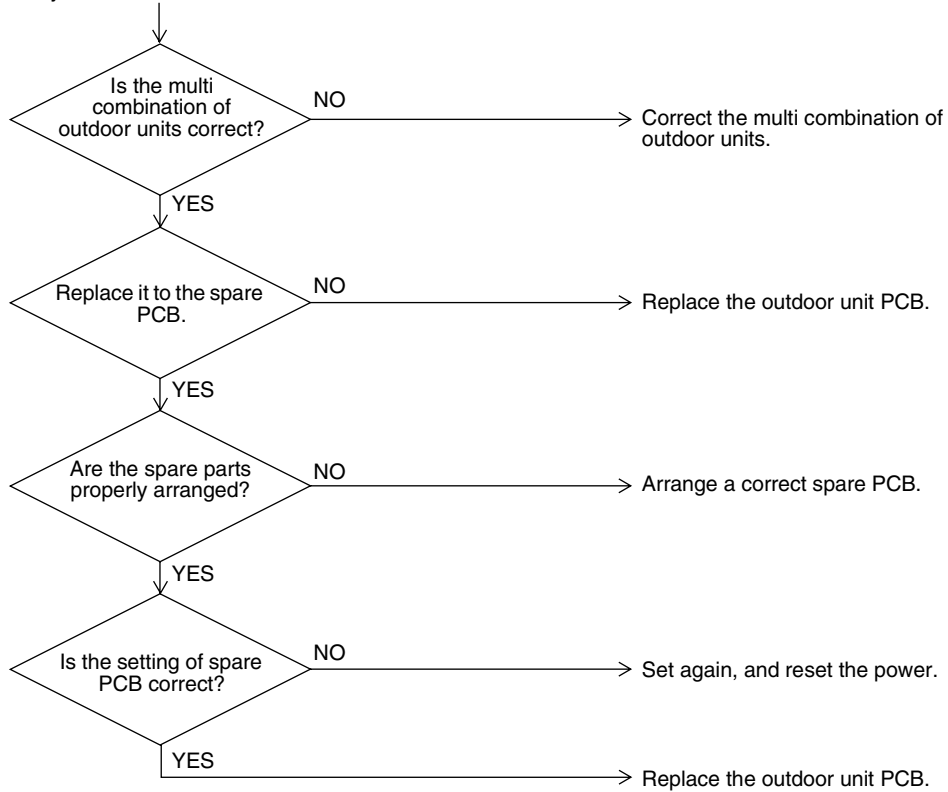 Is the multi
combination of
outdoor units correct?
NO
Correct the multi combination of
outdoor units.
YES
Replace it to the spare
PCB.
NO
Replace the outdoor unit PCB.
YES
Are the spare parts
properly arranged?
NO
Arrange a correct spare PCB.
YES
Is the setting of spare
PCB correct?
NO
Set again, and reset the power.
YES
Replace the outdoor unit PCB.